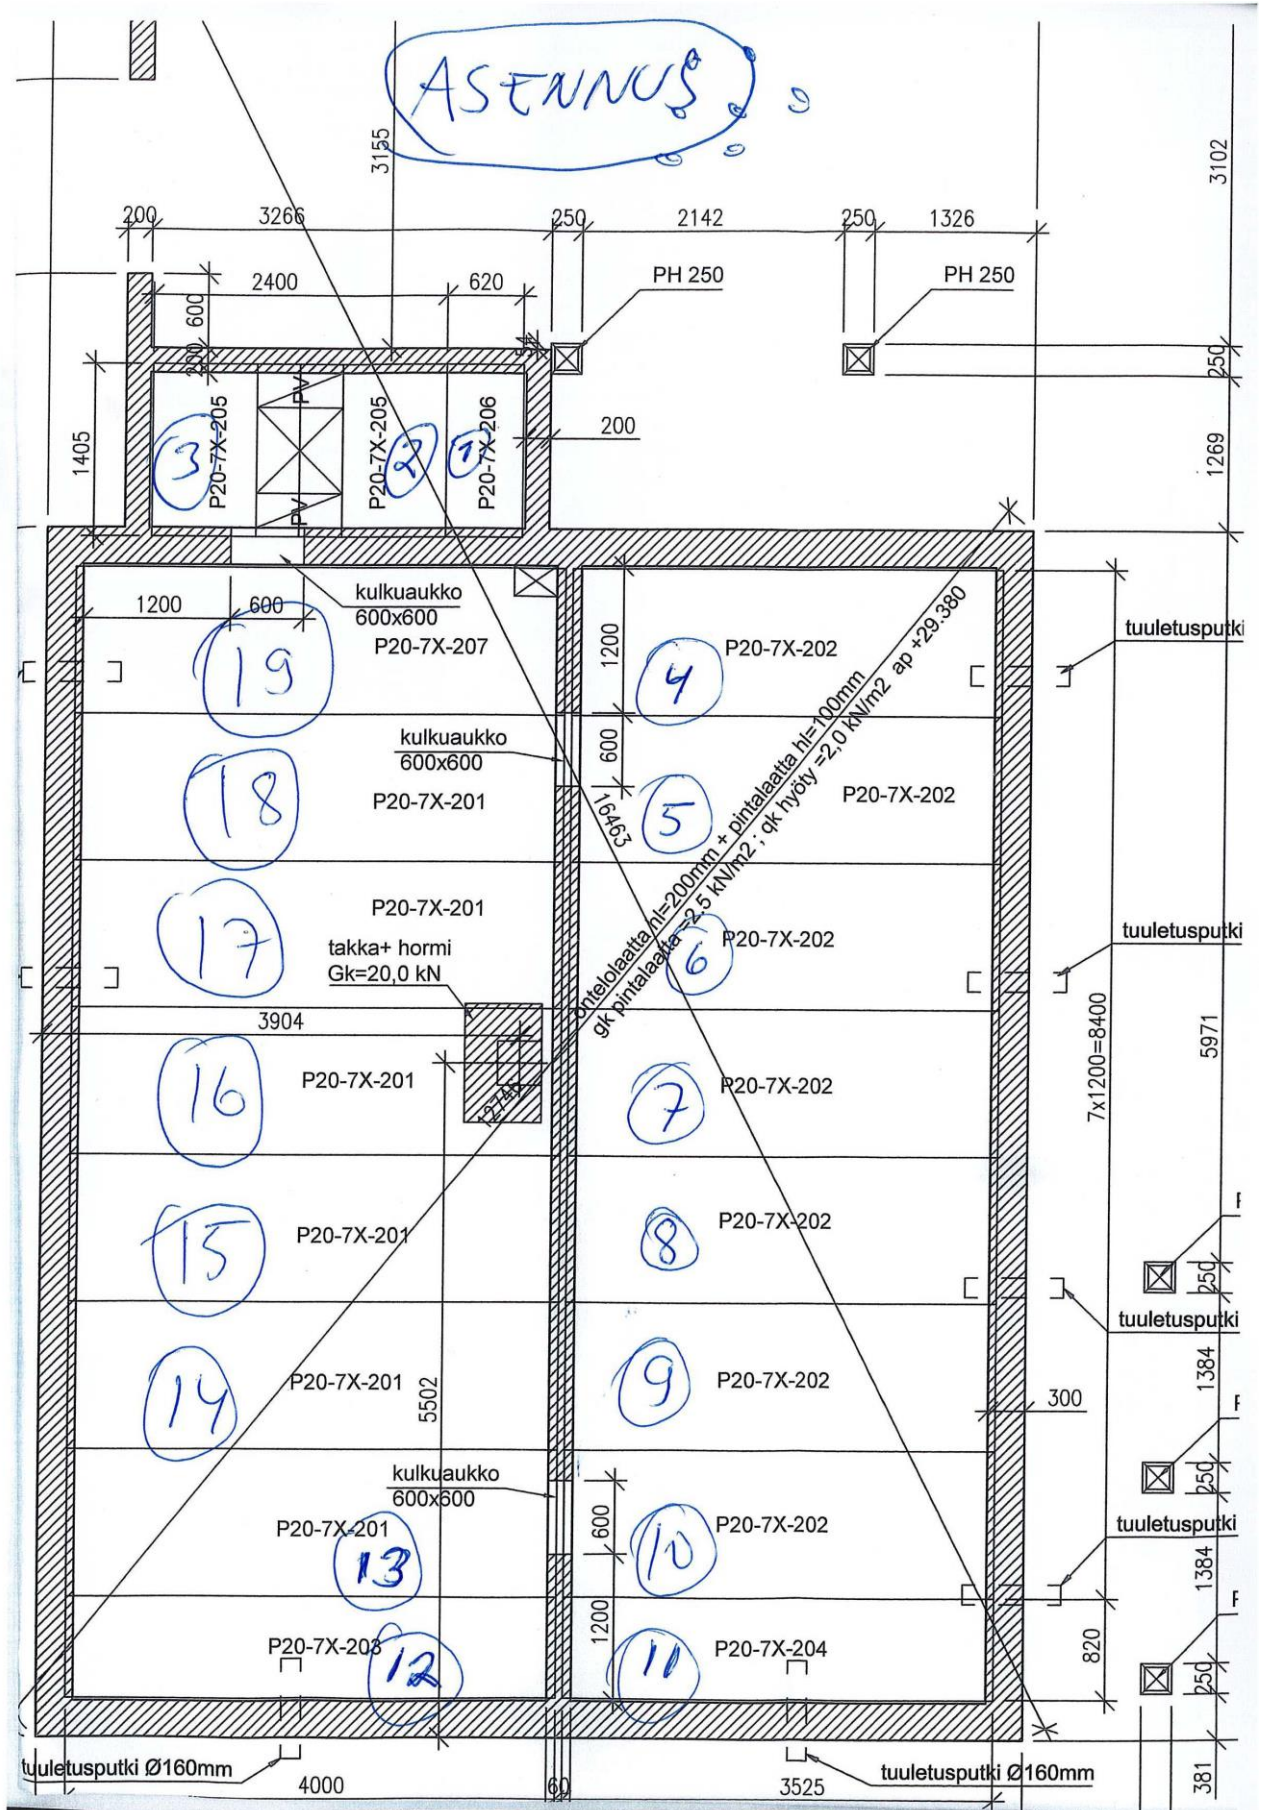 ASENNUS
3155
3102
200
3266
250
2142
250
1326
2400
620
PH 250
PH 250
600
200
54
250
1405
3
P20-7X-205
PV
PV
P20-7X-205
2
1
P20-7X-206
200
1269
kulkuaukko
600x600
1200
600
P20-7X-207
19
1200
P20-7X-202
4
tuuletusputki
kulkuaukko
600x600
600
18
P20-7X-201
16463
5
P20-7X-202
ontelolaatta hl=200mm + pintalaatta hl=100mm
gk pintalaatta =2,5 kN/m2 ; qk hyöty =2,0 kN/m2 ap +29.380
P20-7X-201
17
takka+ hormi
Gk=20,0 kN
6
P20-7X-202
tuuletusputki
3904
16
P20-7X-201
7
P20-7X-202
7x1200=8400
5971
15
P20-7X-201
8
P20-7X-202
250
tuuletusputki
14
P20-7X-201
5502
9
P20-7X-202
300
1384
kulkuaukko
600x600
250
P20-7X-201
13
600
10
P20-7X-202
tuuletusputki
1384
P20-7X-203
12
1200
11
P20-7X-204
820
250
tuuletusputki Ø160mm
4000
60
3525
tuuletusputki Ø160mm
381